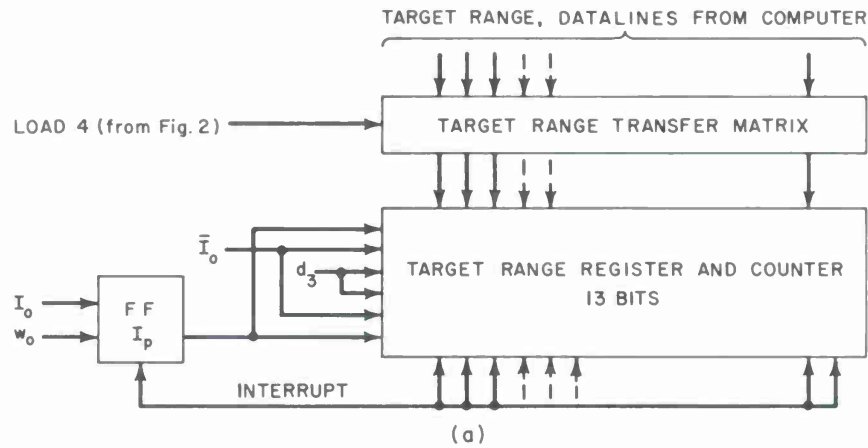 TARGET RANGE, DATALINES FROM COMPUTER
LOAD 4 (from Fig. 2)
TARGET RANGE TRANSFER MATRIX
Ī₀
d₃
TARGET RANGE REGISTER AND COUNTER
13 BITS
I₀
w₀
FF
Iₚ
INTERRUPT
(a)